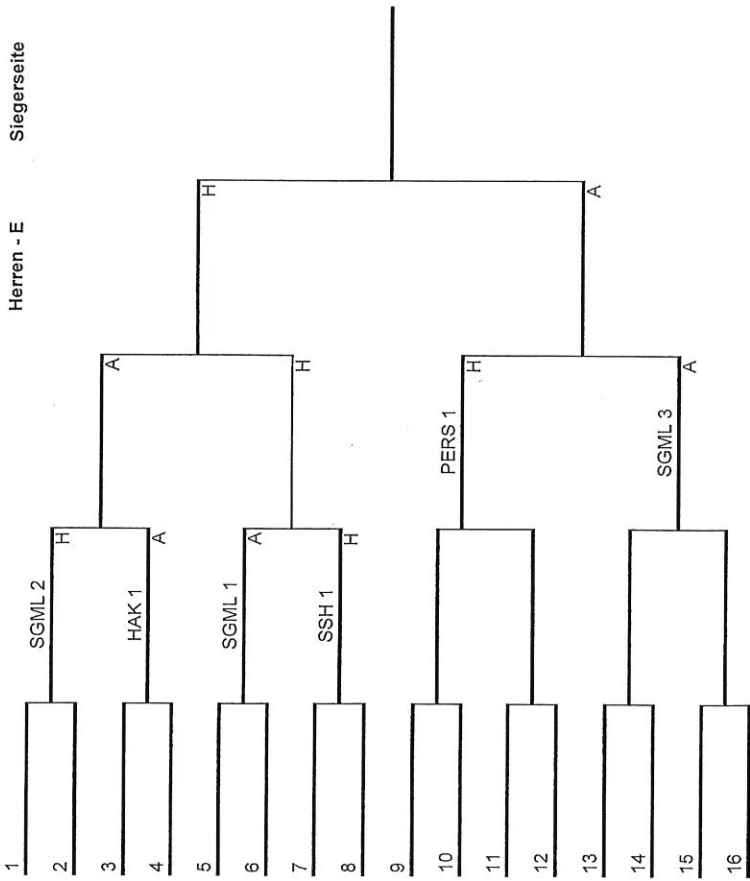 Herren - E Siegerseite
1
2
3
4
5
6
7
8
9
10
11
12
13
14
15
16
SGML 2
H
HAK 1
A
SGML 1
A
SSH 1
H
A
H
PERS 1
H
SGML 3
A
H
A